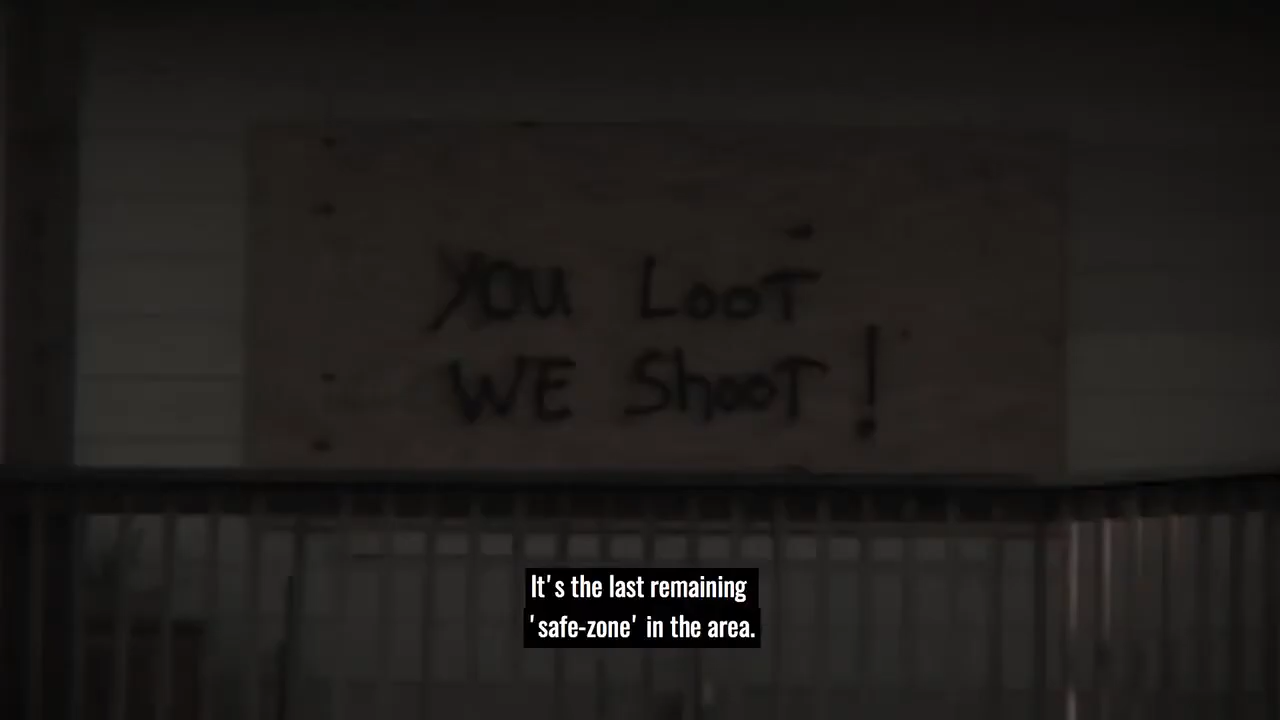 YOU LOOT
WE ShooT!
It's the last remaining
'safe-zone' in the area.